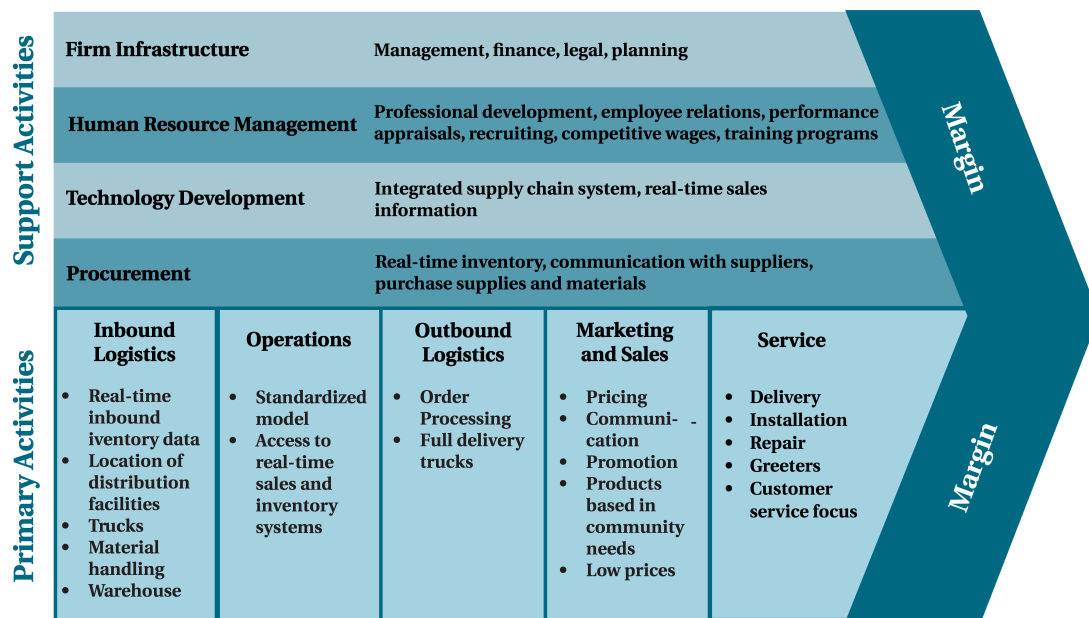 Support Activities
Firm Infrastructure
Management, finance, legal, planning
Human Resource Management
Professional development, employee relations, performance
appraisals, recruiting, competitive wages, training programs
Technology Development
Integrated supply chain system, real-time sales
information
Procurement
Real-time inventory, communication with suppliers,
purchase supplies and materials
Margin
Primary Activities
Inbound
Logistics
• Real-time
inbound
iventory data
• Location of
distribution
facilities
• Trucks
• Material
handling
• Warehouse
Operations
• Standardized
model
• Access to
real-time
sales and
inventory
systems
Outbound
Logistics
• Order
Processing
• Full delivery
trucks
Marketing
and Sales
• Pricing
• Communi- -
cation
• Promotion
• Products
based in
community
needs
• Low prices
Service
• Delivery
• Installation
• Repair
• Greeters
• Customer
service focus
Margin